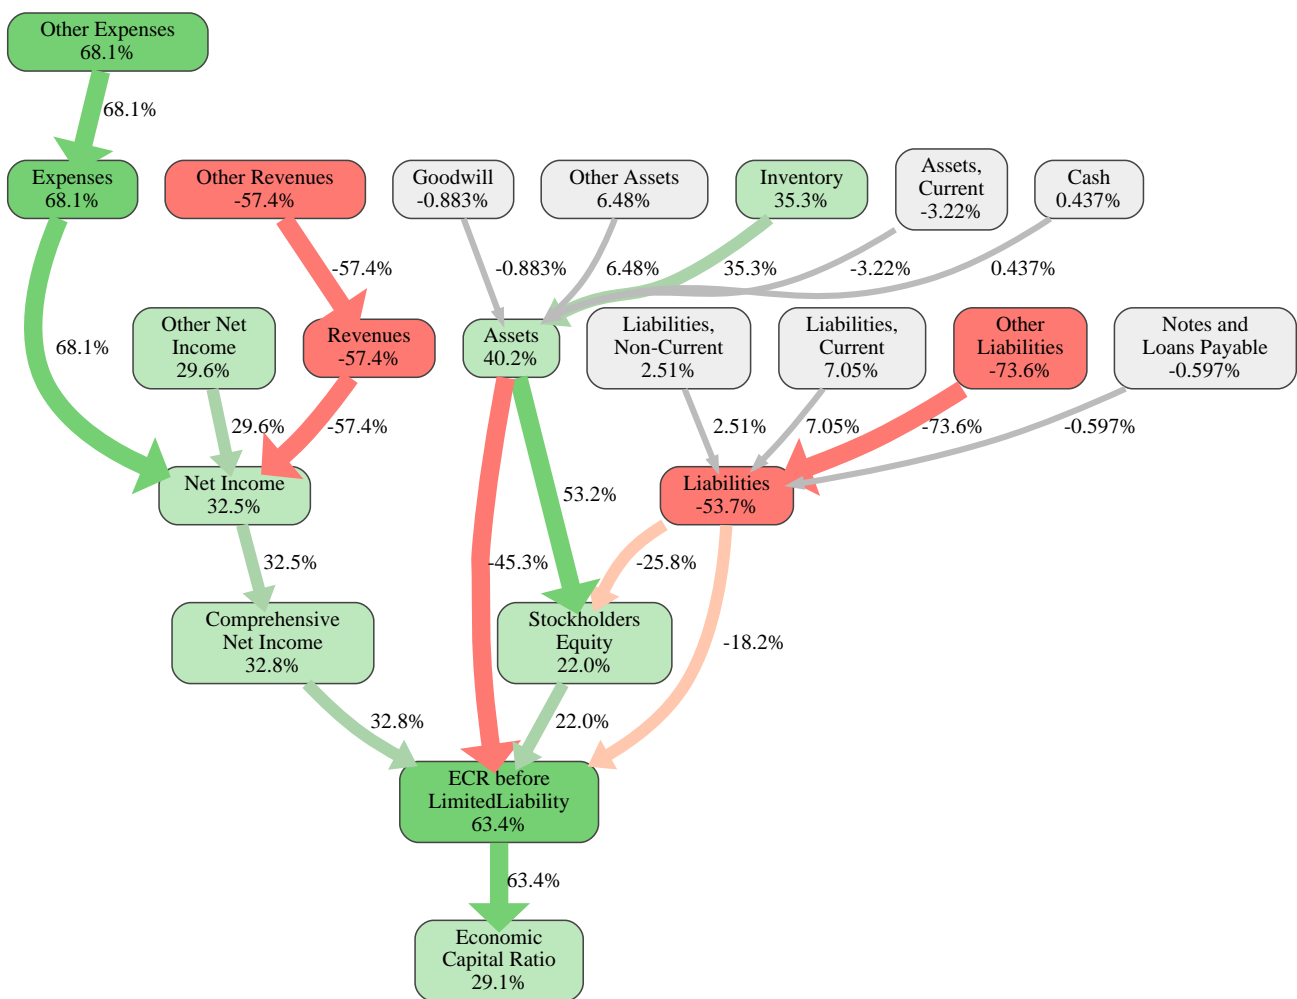 Other Expenses
68.1%
68.1%
Expenses
68.1%
Other Revenues
-57.4%
Goodwill
-0.883%
Other Assets
6.48%
Inventory
35.3%
Assets,
Current
-3.22%
Cash
0.437%
-57.4%
-0.883%
6.48%
35.3%
-3.22%
0.437%
68.1%
Other Net
Income
29.6%
Revenues
-57.4%
Assets
40.2%
Liabilities,
Non-Current
2.51%
Liabilities,
Current
7.05%
Other
Liabilities
-73.6%
Notes and
Loans Payable
-0.597%
29.6%
-57.4%
2.51%
7.05%
-73.6%
-0.597%
Net Income
32.5%
53.2%
Liabilities
-53.7%
32.5%
-45.3%
-25.8%
Comprehensive
Net Income
32.8%
Stockholders
Equity
22.0%
-18.2%
32.8%
22.0%
ECR before
LimitedLiability
63.4%
63.4%
Economic
Capital Ratio
29.1%